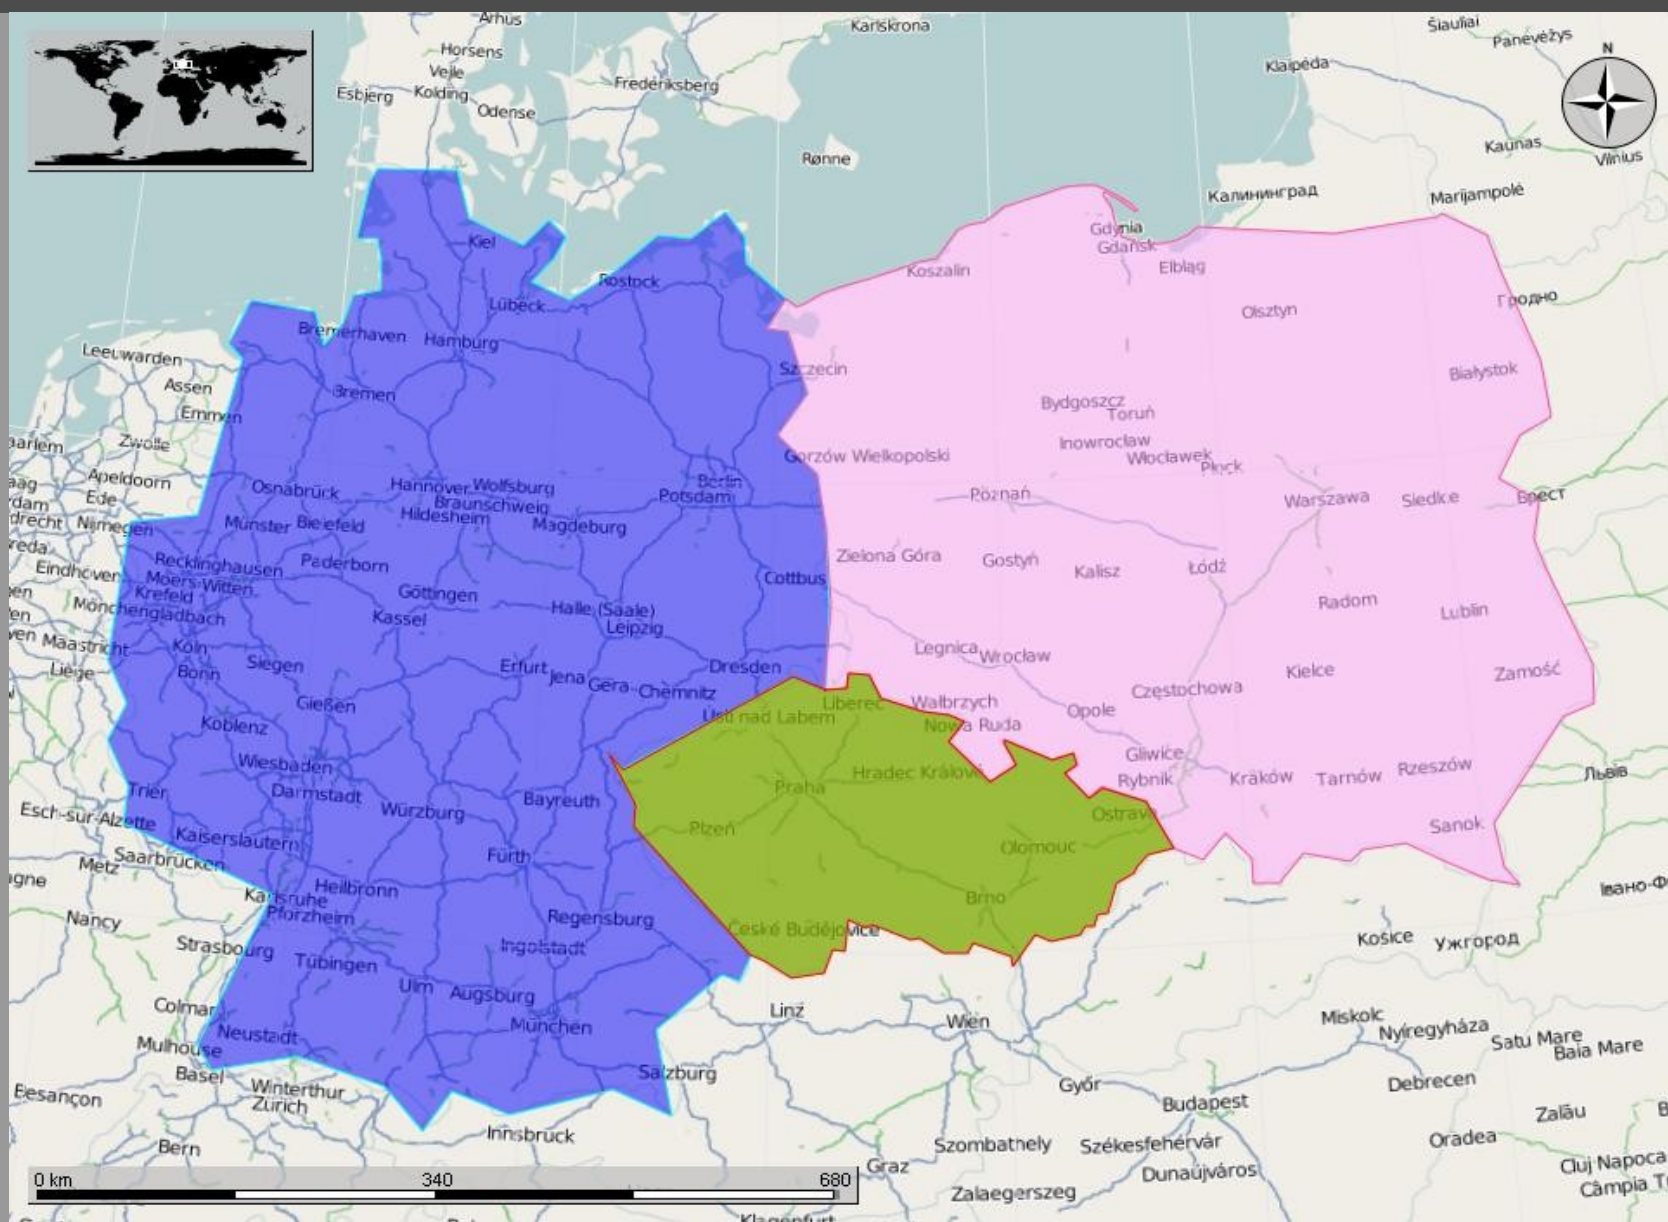 Århus
Karlskrona
Šiauliai
Panevėžys
N
Horsens
Vejle
Esbjerg
Kolding
Odense
Frederiksberg
Klaipėda
Kaunas
Vilnius
Rønne
Калининград
Marijampolė
Kiel
Gdynia
Gdańsk
Elbląg
Koszalin
Rostock
Lübeck
Гродно
Olsztyn
Bremerhaven
Hamburg
Leeuwarden
Szczecin
Białystok
Assen
Bremen
Emmen
Bydgoszcz
Toruń
Zwolle
Inowrocław
Gorzów Wielkopolski
Włocławek
Płock
Apeldoorn
Ede
Osnabrück
Hannover
Wolfsburg
Braunschweig
Hildesheim
Berlin
Potsdam
Poznań
Warszawa
Siedlce
Брест
Nijmegen
Münster
Bielefeld
Magdeburg
Recklinghausen
Paderborn
Zielona Góra
Gostyń
Kalisz
Łódź
Eindhoven
Moers
Witten
Krefeld
Göttingen
Cottbus
Mönchengladbach
Kassel
Halle (Saale)
Leipzig
Radom
Lublin
Maastricht
Köln
Legnica
Wrocław
Liège
Bonn
Siegen
Erfurt
Jena
Gera
Chemnitz
Dresden
Kielce
Zamość
Gießen
Częstochowa
Koblenz
Ústí nad Labem
Liberec
Wałbrzych
Nowa Ruda
Opole
Wiesbaden
Gliwice
Rybnik
Kraków
Tarnów
Rzeszów
Львів
Trier
Darmstadt
Würzburg
Bayreuth
Praha
Hradec Králové
Esch-sur-Alzette
Kaiserslautern
Plzeň
Ostrava
Sanok
Metz
Saarbrücken
Fürth
Olomouc
Heilbronn
Karlsruhe
Pforzheim
Brno
Nancy
Regensburg
České Budějovice
Strasbourg
Tübingen
Ingolstadt
Košice
Ужгород
Ulm
Augsburg
Colmar
Linz
Wien
Miskolc
Nyíregyháza
Satu Mare
Baia Mare
Neustadt
München
Mulhouse
Basel
Salzburg
Győr
Debrecen
Besançon
Winterthur
Zürich
Budapest
Zalău
Bern
Innsbruck
Szombathely
Székesfehérvár
Oradea
Graz
Dunaújváros
Cluj Napoca
Zalaegerszeg
0 km 340 680
Klagenfurt